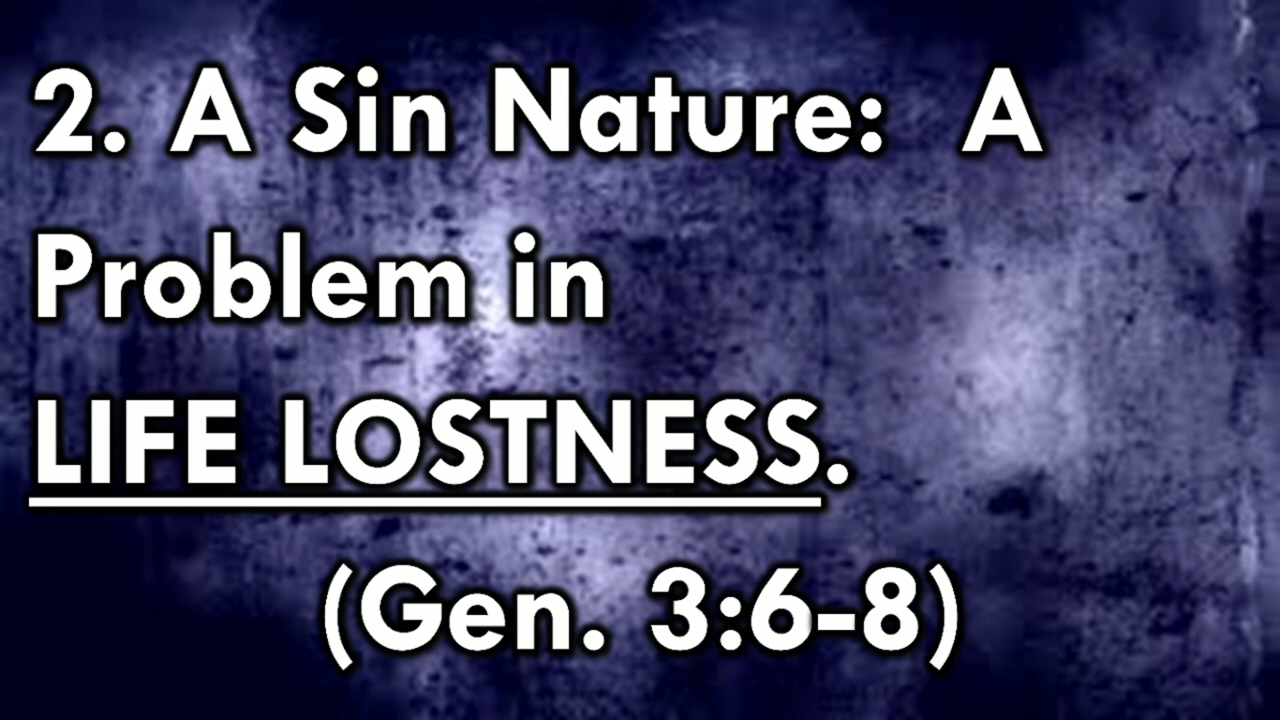 2. A Sin Nature:  A
Problem in
LIFE LOSTNESS.
(Gen. 3:6-8)